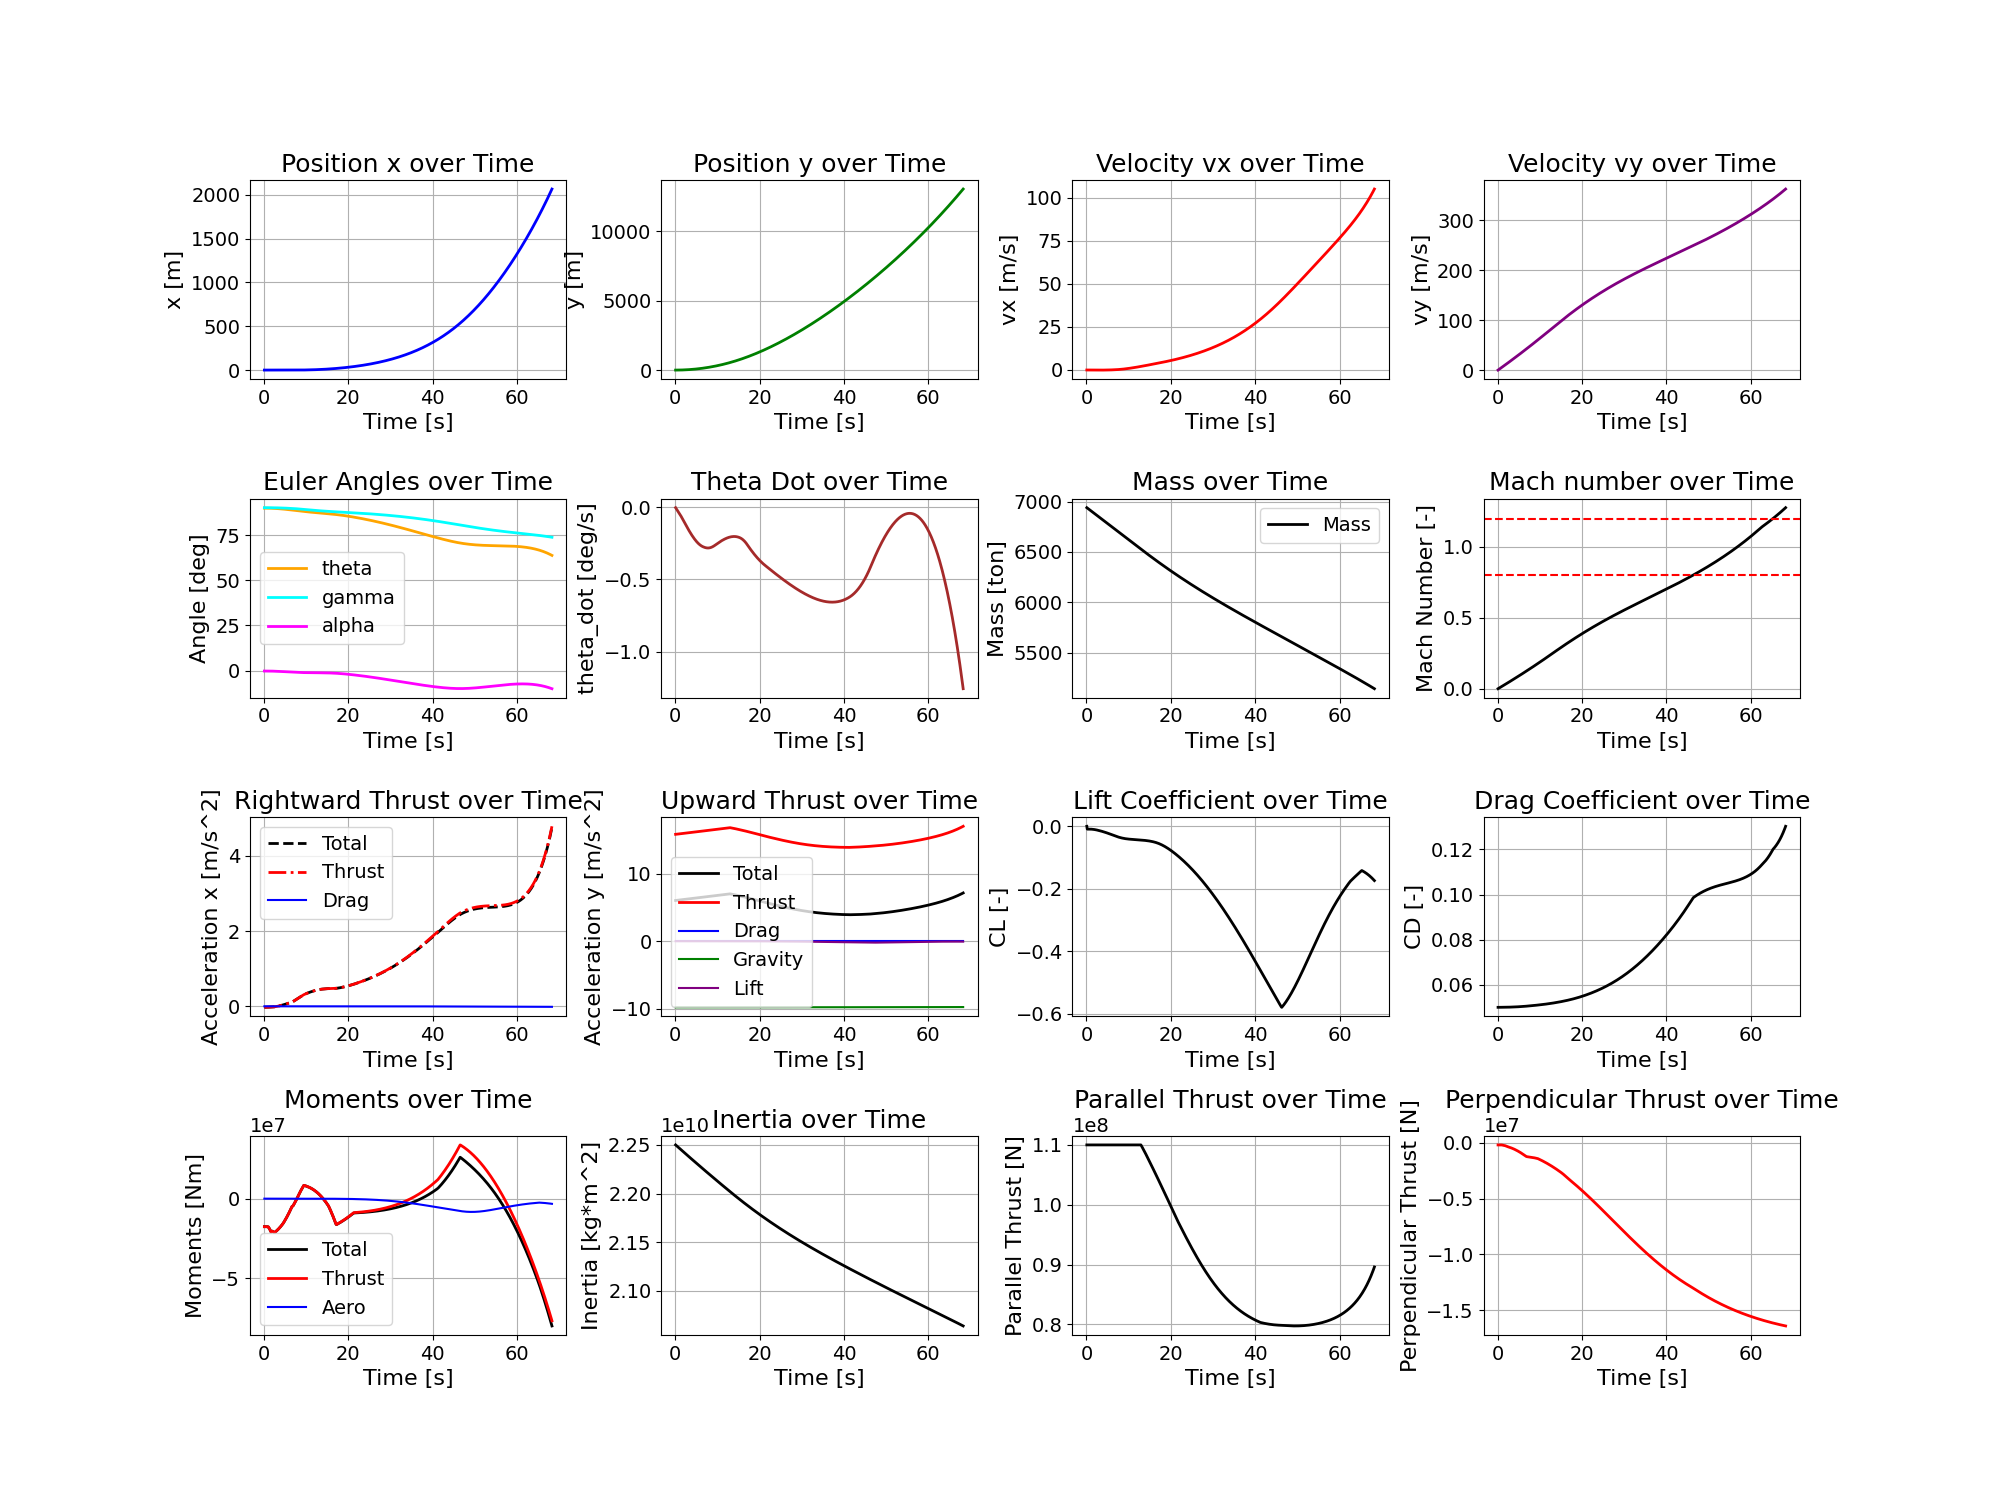 Position x over Time
x [m]
2000
1500
1000
500
0
0 20 40 60
Time [s]
Position y over Time
y [m]
10000
5000
0
0 20 40 60
Time [s]
Velocity vx over Time
vx [m/s]
100
75
50
25
0
0 20 40 60
Time [s]
Velocity vy over Time
vy [m/s]
300
200
100
0
0 20 40 60
Time [s]
Euler Angles over Time
Angle [deg]
75
50
25
0
theta
gamma
alpha
0 20 40 60
Time [s]
Theta Dot over Time
theta_dot [deg/s]
0.0
−0.5
−1.0
0 20 40 60
Time [s]
Mass over Time
Mass [ton]
7000
6500
6000
5500
Mass
0 20 40 60
Time [s]
Mach number over Time
Mach Number [-]
1.0
0.5
0.0
0 20 40 60
Time [s]
Rightward Thrust over Time
Acceleration x [m/s^2]
4
2
0
Total
Thrust
Drag
0 20 40 60
Time [s]
Upward Thrust over Time
Acceleration y [m/s^2]
10
0
−10
Total
Thrust
Drag
Gravity
Lift
0 20 40 60
Time [s]
Lift Coefficient over Time
CL [-]
0.0
−0.2
−0.4
−0.6
0 20 40 60
Time [s]
Drag Coefficient over Time
CD [-]
0.12
0.10
0.08
0.06
0 20 40 60
Time [s]
Moments over Time
1e7
Moments [Nm]
0
−5
Total
Thrust
Aero
0 20 40 60
Time [s]
Inertia over Time
1e10
Inertia [kg*m^2]
2.25
2.20
2.15
2.10
0 20 40 60
Time [s]
Parallel Thrust over Time
1e8
Parallel Thrust [N]
1.1
1.0
0.9
0.8
0 20 40 60
Time [s]
Perpendicular Thrust over Time
1e7
Perpendicular Thrust [N]
0.0
−0.5
−1.0
−1.5
0 20 40 60
Time [s]